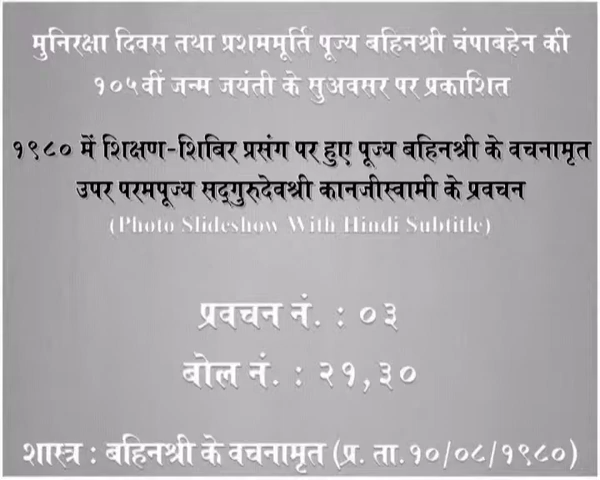 मुनिरक्षा दिवस तथा प्रशममूर्ति पूज्य बहिनश्री चंपाबहेन की
१०५वीं जन्म जयंती के सुअवसर पर प्रकाशित
१९८० में शिक्षण-शिविर प्रसंग पर हुए पूज्य बहिनश्री के वचनामृत
उपर परमपूज्य सद्‌गुरुदेवश्री कानजीस्वामी के प्रवचन
(Photo Slideshow With Hindi Subtitle)
प्रवचन नं. : ०३
बोल नं. : २१,३०
शास्त्र : बहिनश्री के वचनामृत (प्र. ता.१०/०८/१९८०)